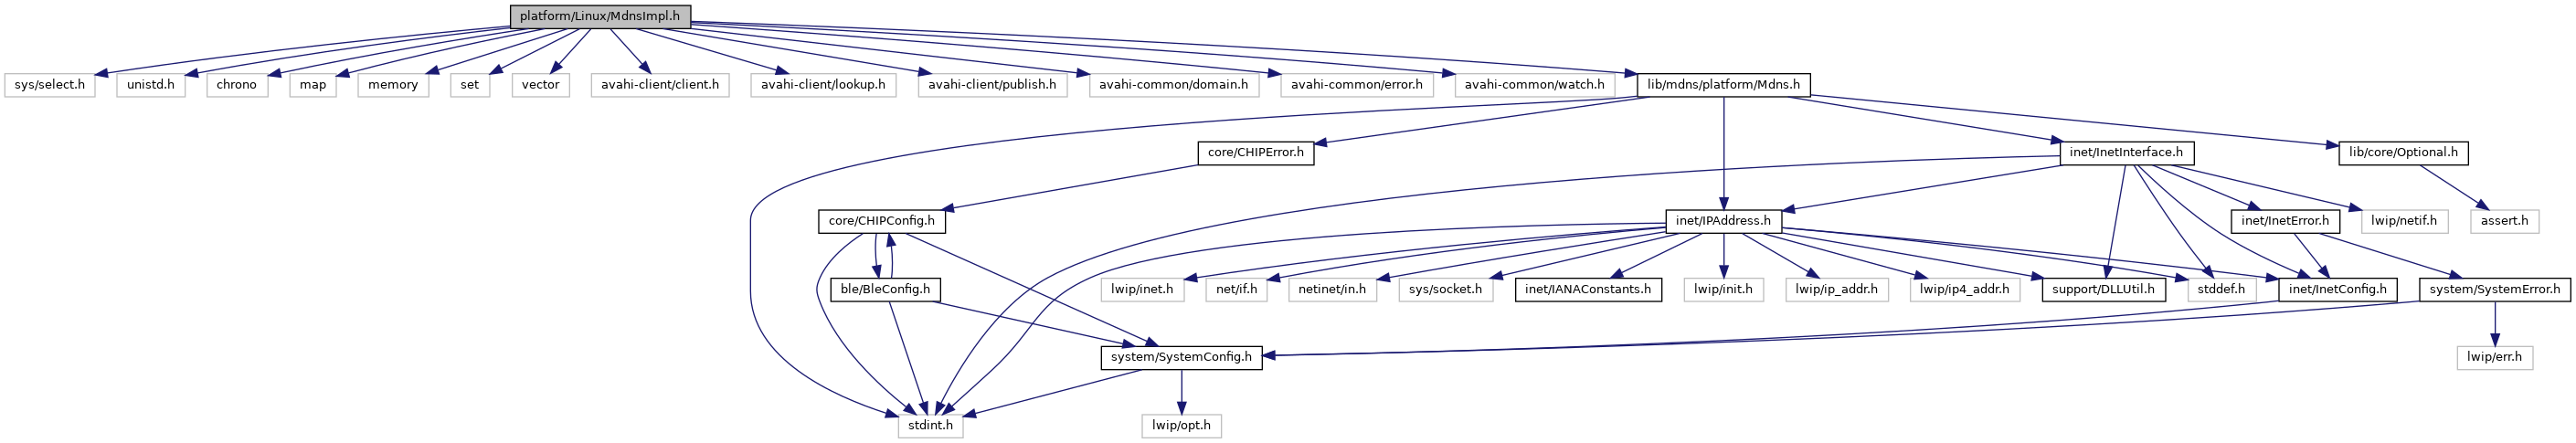 platform/Linux/MdnsImpl.h
sys/select.h
unistd.h
chrono
map
memory
set
vector
avahi-client/client.h
avahi-client/lookup.h
avahi-client/publish.h
avahi-common/domain.h
avahi-common/error.h
avahi-common/watch.h
lib/mdns/platform/Mdns.h
core/CHIPError.h
inet/InetInterface.h
lib/core/Optional.h
core/CHIPConfig.h
inet/IPAddress.h
inet/InetError.h
lwip/netif.h
assert.h
ble/BleConfig.h
lwip/inet.h
net/if.h
netinet/in.h
sys/socket.h
inet/IANAConstants.h
lwip/init.h
lwip/ip_addr.h
lwip/ip4_addr.h
support/DLLUtil.h
stddef.h
inet/InetConfig.h
system/SystemError.h
system/SystemConfig.h
lwip/err.h
stdint.h
lwip/opt.h